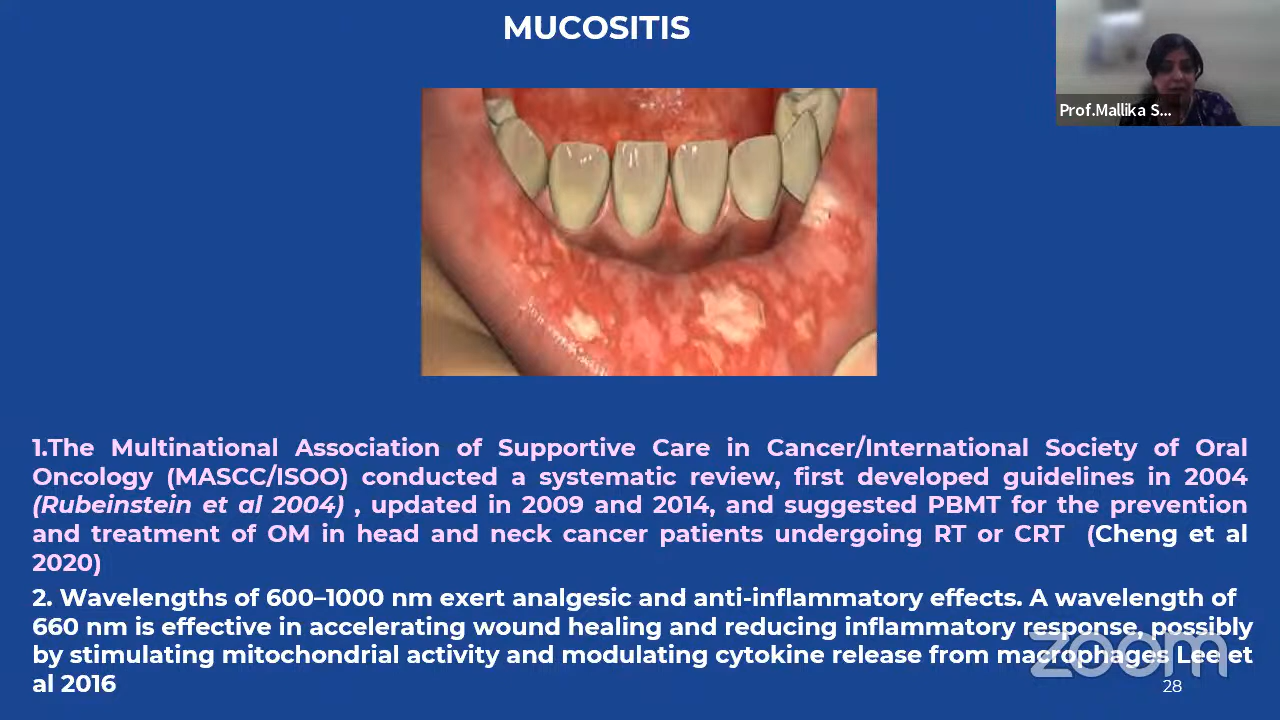 MUCOSITIS
Prof.Mallika S...
1.The Multinational Association of Supportive Care in Cancer/International Society of Oral
Oncology (MASCC/ISOO) conducted a systematic review, first developed guidelines in 2004
(Rubeinstein et al 2004) , updated in 2009 and 2014, and suggested PBMT for the prevention
and treatment of OM in head and neck cancer patients undergoing RT or CRT (Cheng et al
2020)
2. Wavelengths of 600–1000 nm exert analgesic and anti-inflammatory effects. A wavelength of
660 nm is effective in accelerating wound healing and reducing inflammatory response, possibly
by stimulating mitochondrial activity and modulating cytokine release from macrophages Lee et
al 2016
zoom
28